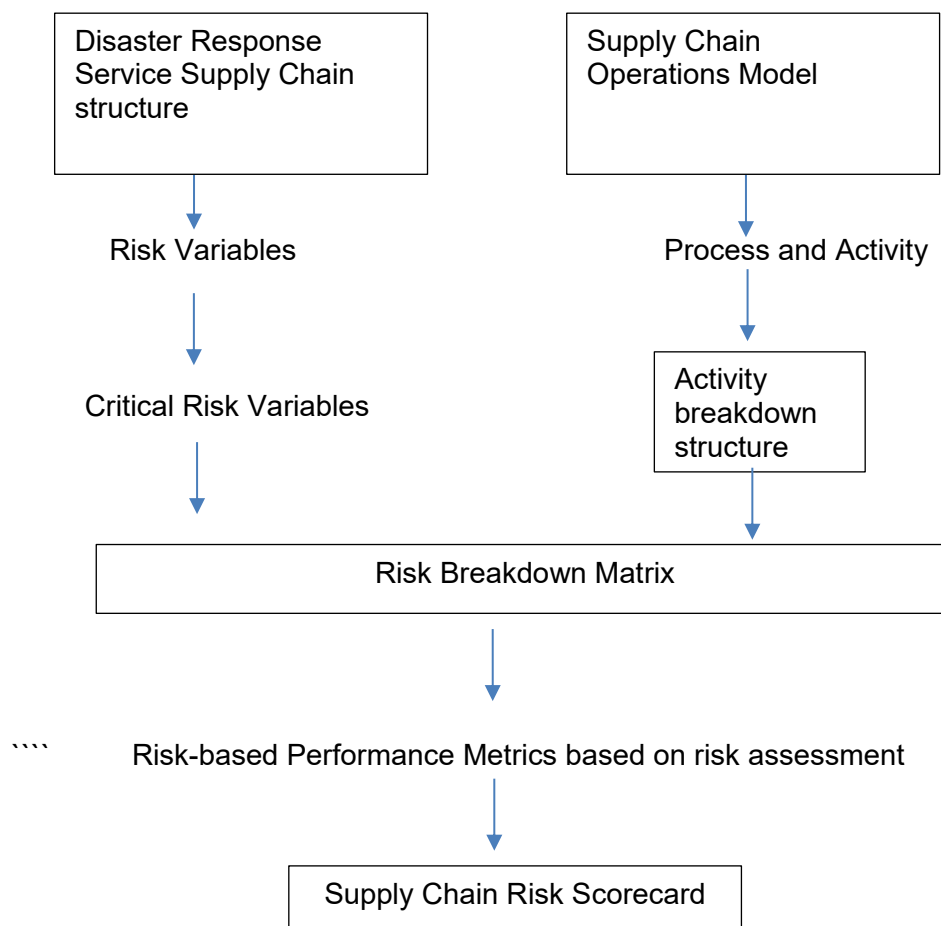 Disaster Response
Service Supply Chain
structure
Supply Chain
Operations Model
Risk Variables
Process and Activity
Critical Risk Variables
Activity
breakdown
structure
Risk Breakdown Matrix
```` Risk-based Performance Metrics based on risk assessment
Supply Chain Risk Scorecard